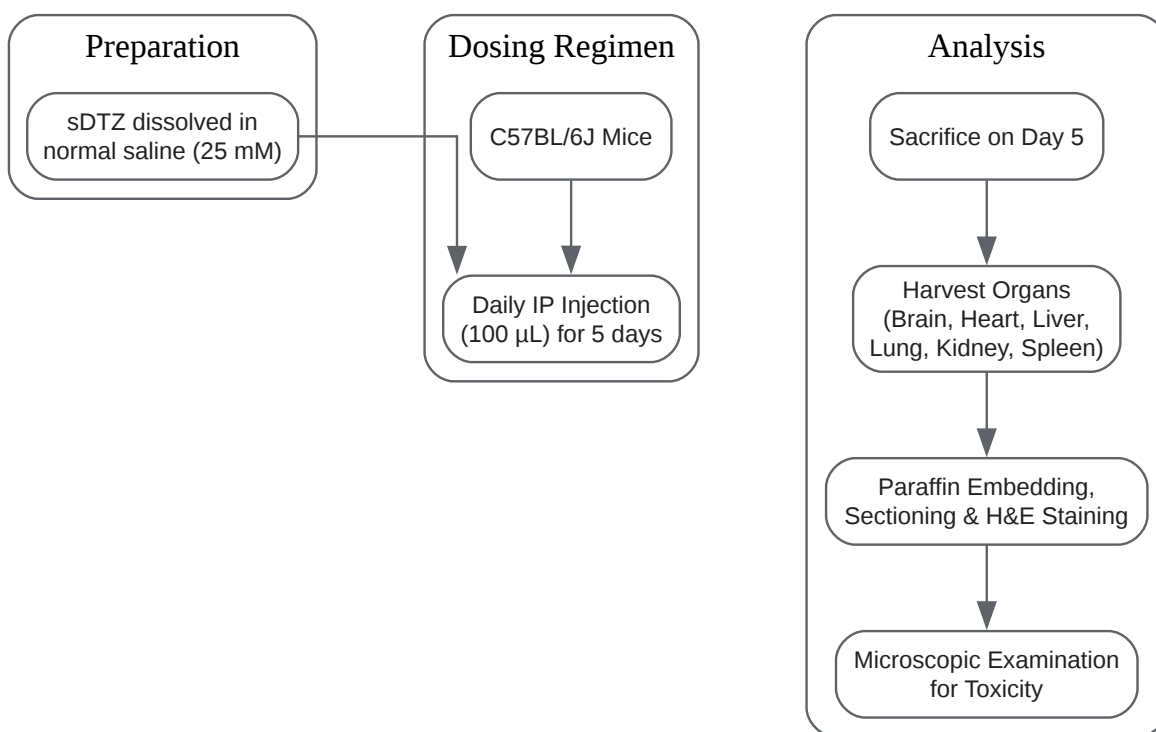 Preparation
sDTZ dissolved in
normal saline (25 mM)
Dosing Regimen
C57BL/6J Mice
Daily IP Injection
(100 µL) for 5 days
Analysis
Sacrifice on Day 5
Harvest Organs
(Brain, Heart, Liver,
Lung, Kidney, Spleen)
Paraffin Embedding,
Sectioning & H&E Staining
Microscopic Examination
for Toxicity